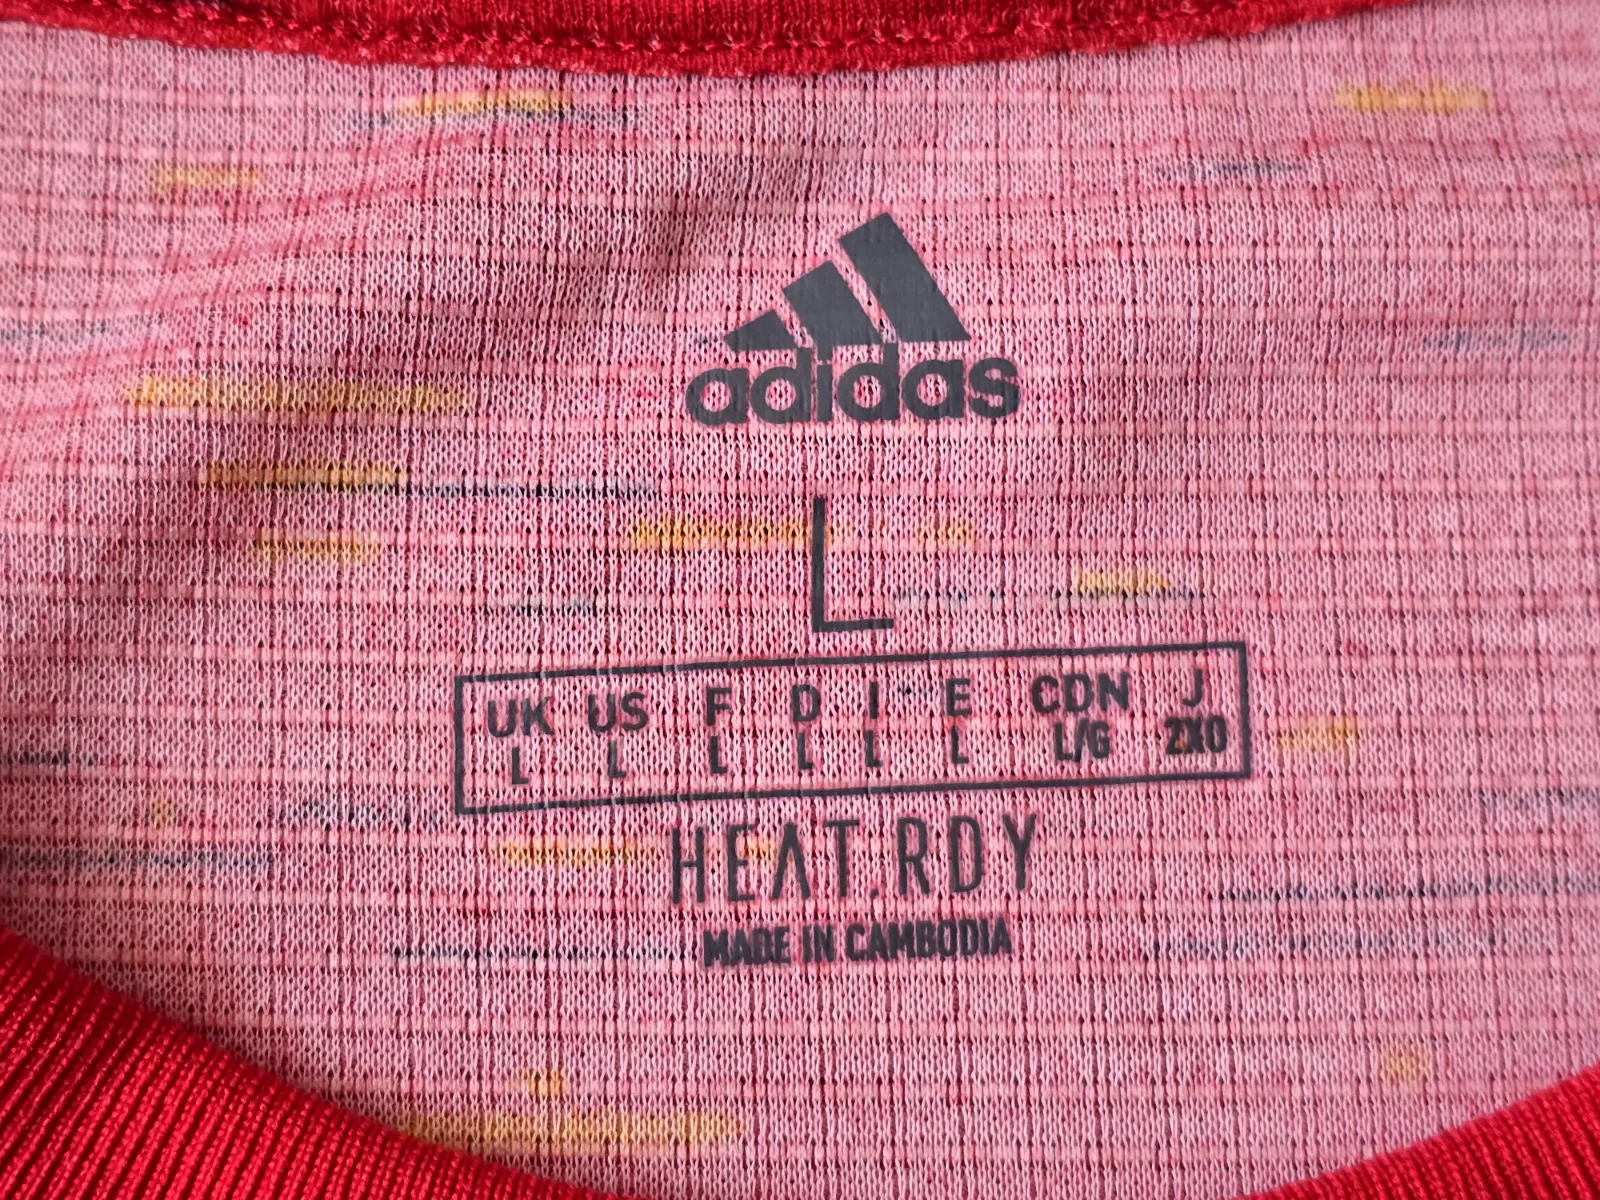 adidas
L
UK US F D I E CDN J
L L L L L L L/G 2XO
HEAT.RDY
MADE IN CAMBODIA